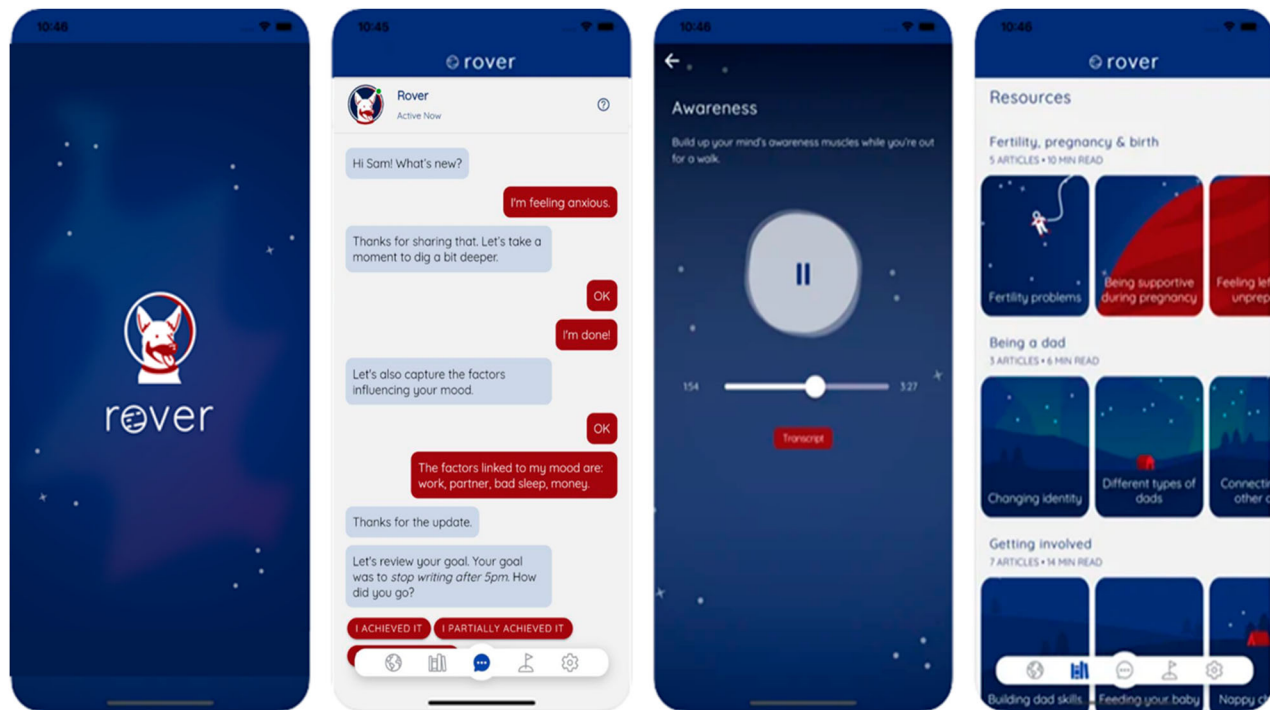 10:46
rover
10:45
rover
Rover
Active Now
Hi Sam! What's new?
I'm feeling anxious.
Thanks for sharing that. Let's take a
moment to dig a bit deeper.
OK
I'm done!
Let's also capture the factors
influencing your mood.
OK
The factors linked to my mood are:
work, partner, bad sleep, money.
Thanks for the update.
Let's review your goal. Your goal
was to stop writing after 5pm. How
did you go?
I ACHIEVED IT
I PARTIALLY ACHIEVED IT
10:46
Awareness
Build up your mind's awareness muscles while you're out
for a walk.
1:54
3:27
Transcript
10:46
rover
Resources
Fertility, pregnancy & birth
5 ARTICLES • 10 MIN READ
Fertility problems
Being supportive
during pregnancy
Feeling
Being a dad
3 ARTICLES • 6 MIN READ
Changing identity
Different types of
dads
other
Getting involved
7 ARTICLES • 14 MIN READ
Building dad skills
Feeding your baby
Nappy